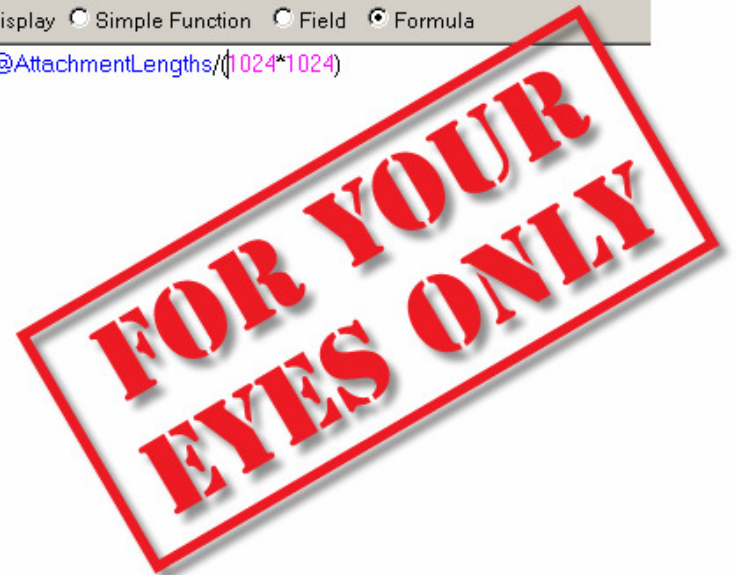 isplay Simple Function Field Formula
@AttachmentLengths/(1024*1024)
FOR YOUR
EYES ONLY